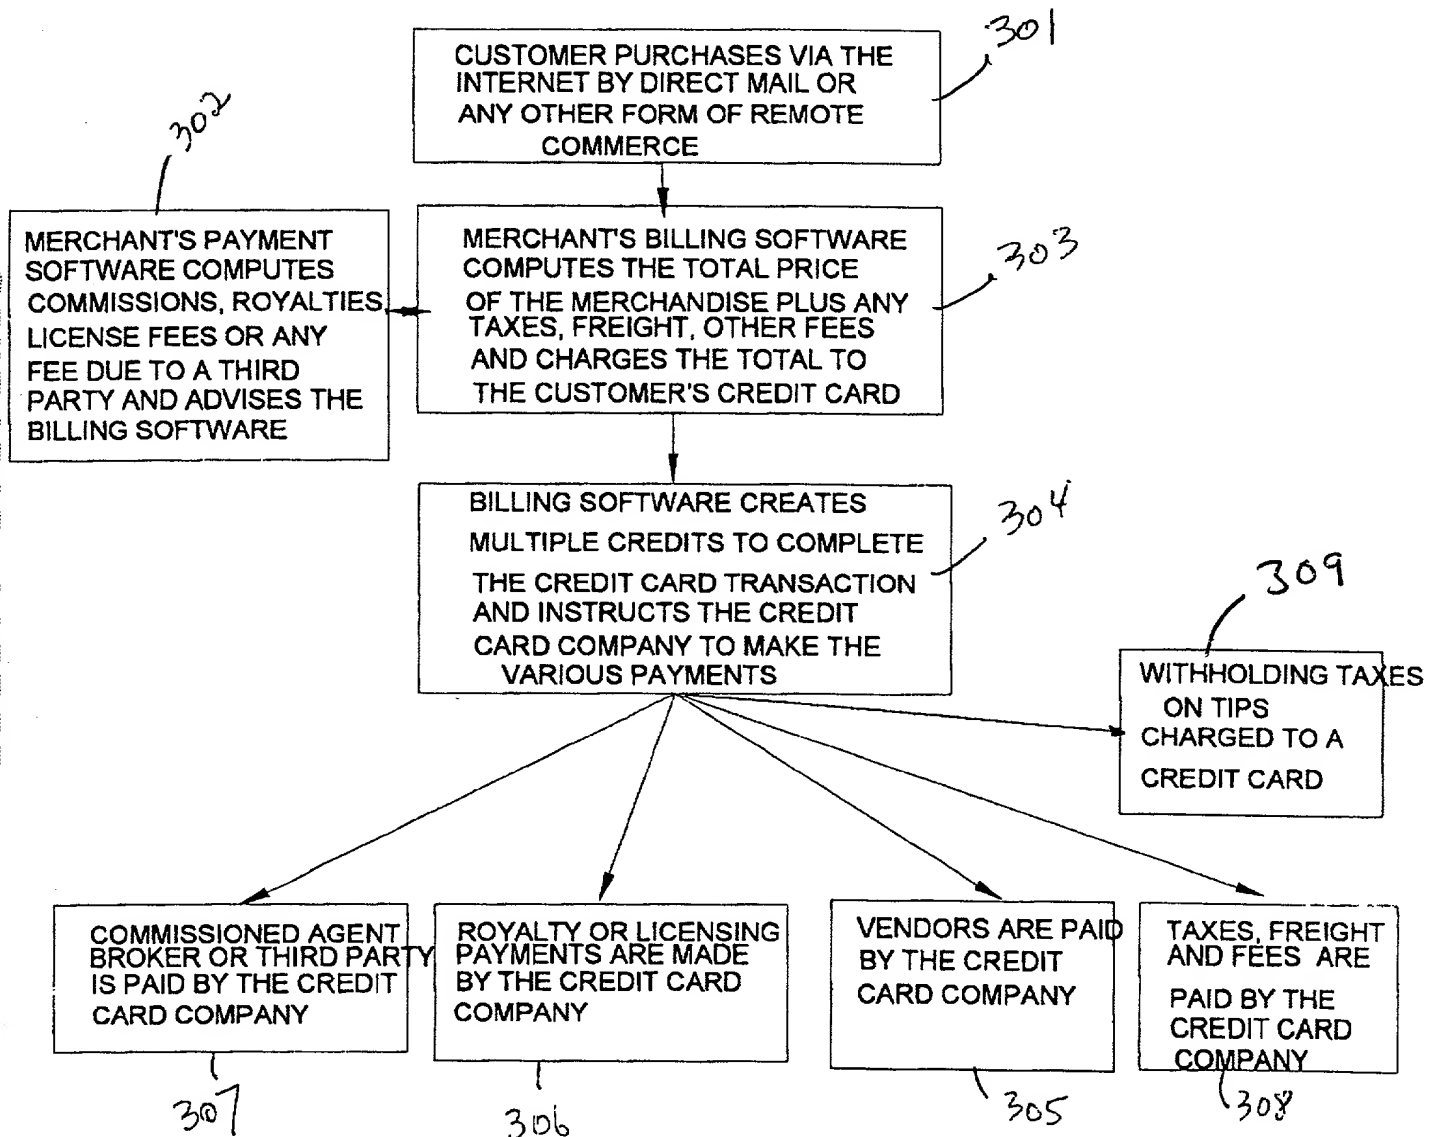 301
CUSTOMER PURCHASES VIA THE
INTERNET BY DIRECT MAIL OR
ANY OTHER FORM OF REMOTE
COMMERCE
302
MERCHANT'S PAYMENT
SOFTWARE COMPUTES
COMMISSIONS, ROYALTIES
LICENSE FEES OR ANY
FEE DUE TO A THIRD
PARTY AND ADVISES THE
BILLING SOFTWARE
303
MERCHANT'S BILLING SOFTWARE
COMPUTES THE TOTAL PRICE
OF THE MERCHANDISE PLUS ANY
TAXES, FREIGHT, OTHER FEES
AND CHARGES THE TOTAL TO
THE CUSTOMER'S CREDIT CARD
304
BILLING SOFTWARE CREATES
MULTIPLE CREDITS TO COMPLETE
THE CREDIT CARD TRANSACTION
AND INSTRUCTS THE CREDIT
CARD COMPANY TO MAKE THE
VARIOUS PAYMENTS
309
WITHHOLDING TAXES
ON TIPS
CHARGED TO A
CREDIT CARD
COMMISSIONED AGENT
BROKER OR THIRD PARTY
IS PAID BY THE CREDIT
CARD COMPANY
307
ROYALTY OR LICENSING
PAYMENTS ARE MADE
BY THE CREDIT CARD
COMPANY
306
VENDORS ARE PAID
BY THE CREDIT
CARD COMPANY
305
TAXES, FREIGHT
AND FEES ARE
PAID BY THE
CREDIT CARD
COMPANY
308